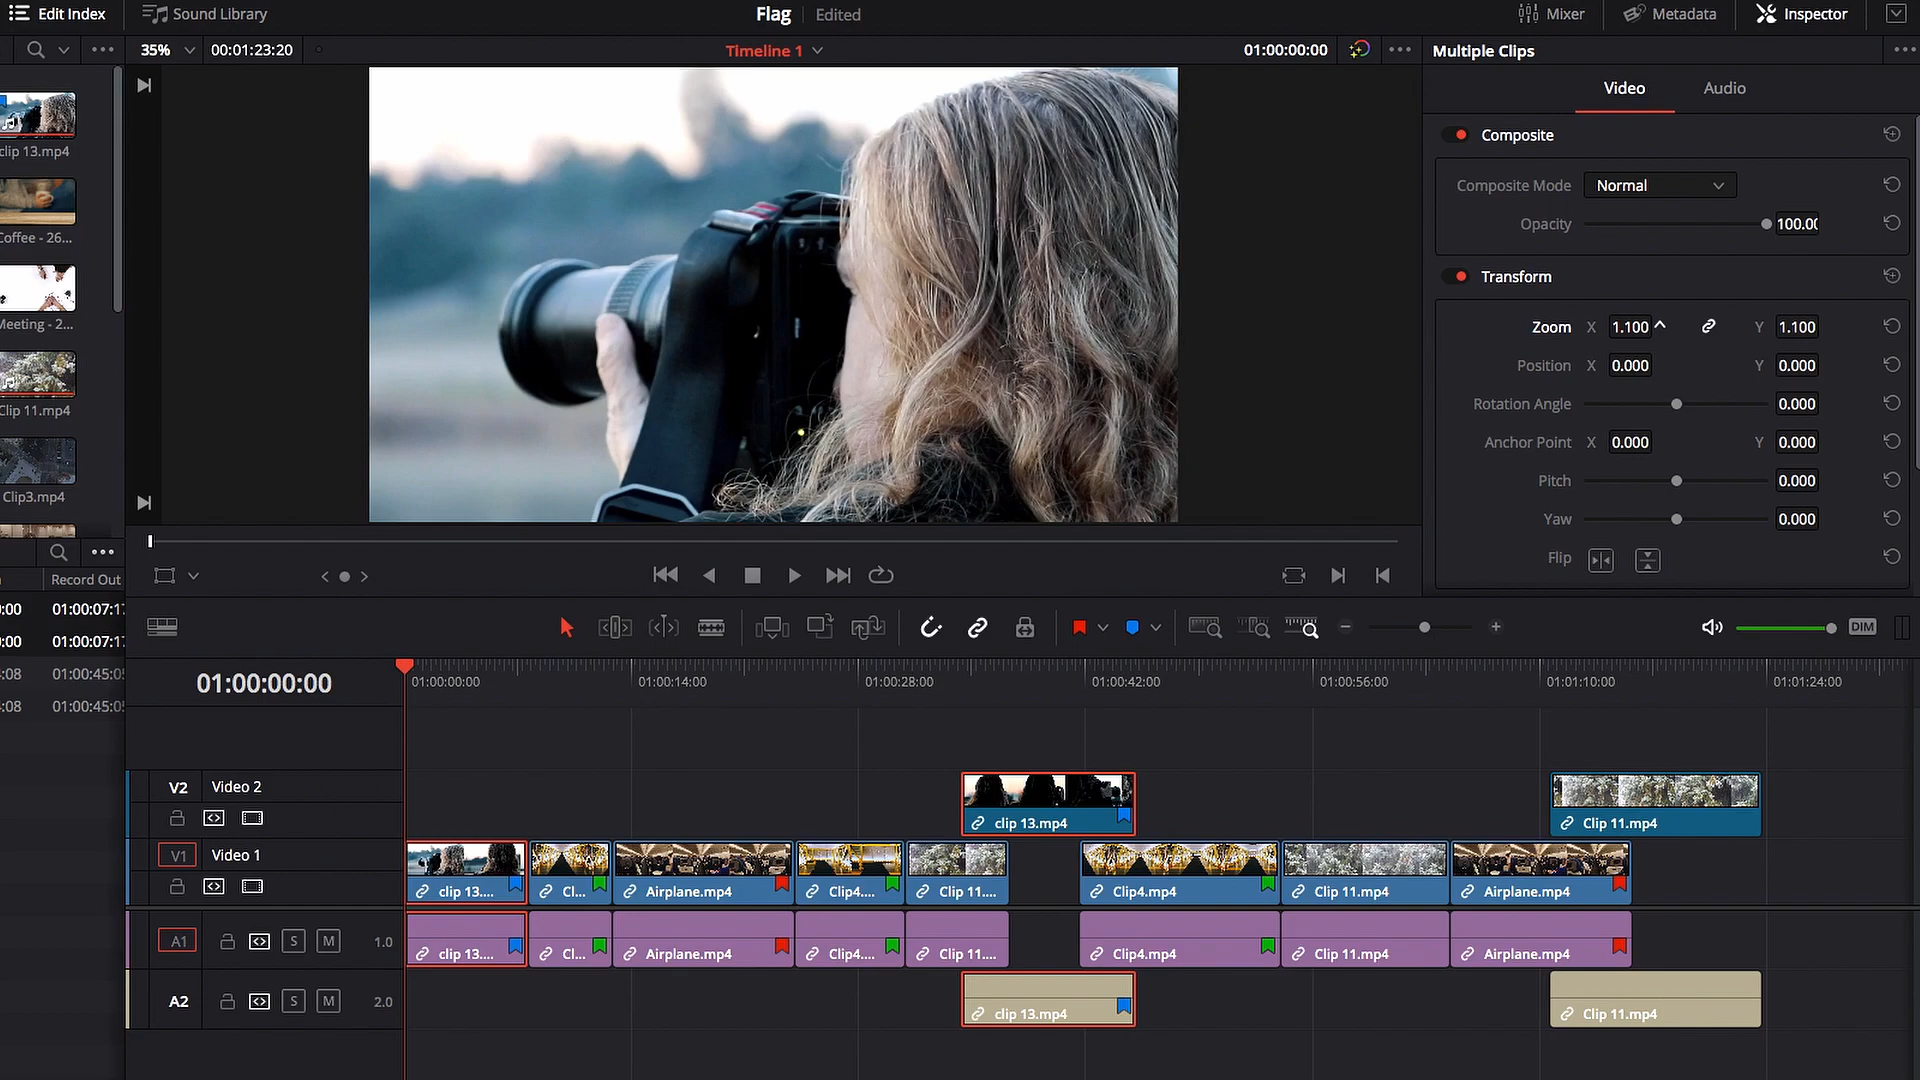 Edit Index
Sound Library
Flag
Edited
Mixer
Metadata
Inspector
35%
00:01:23:20
Timeline 1
01:00:00:00
Multiple Clips
Video
Audio
clip 13.mp4
Coffee - 26...
Meeting - 2...
Clip 11.mp4
Clip3.mp4
Composite
Composite Mode
Normal
Opacity
100.00
Transform
Zoom X 1.100 Y 1.100
Position X 0.000 Y 0.000
Rotation Angle 0.000
Anchor Point X 0.000 Y 0.000
Pitch 0.000
Yaw 0.000
Flip
Record Out
:00 01:00:07:17
:00 01:00:07:17
:08 01:00:45:05
:08 01:00:45:05
DIM
01:00:00:00
01:00:00:00
01:00:14:00
01:00:28:00
01:00:42:00
01:00:56:00
01:01:10:00
01:01:24:00
V2 Video 2
clip 13.mp4
Clip 11.mp4
V1 Video 1
clip 13....
Cl...
Airplane.mp4
Clip4....
Clip 11....
Clip4.mp4
Clip 11.mp4
Airplane.mp4
A1 S M 1.0
clip 13....
Cl...
Airplane.mp4
Clip4....
Clip 11....
Clip4.mp4
Clip 11.mp4
Airplane.mp4
A2 S M 2.0
clip 13.mp4
Clip 11.mp4